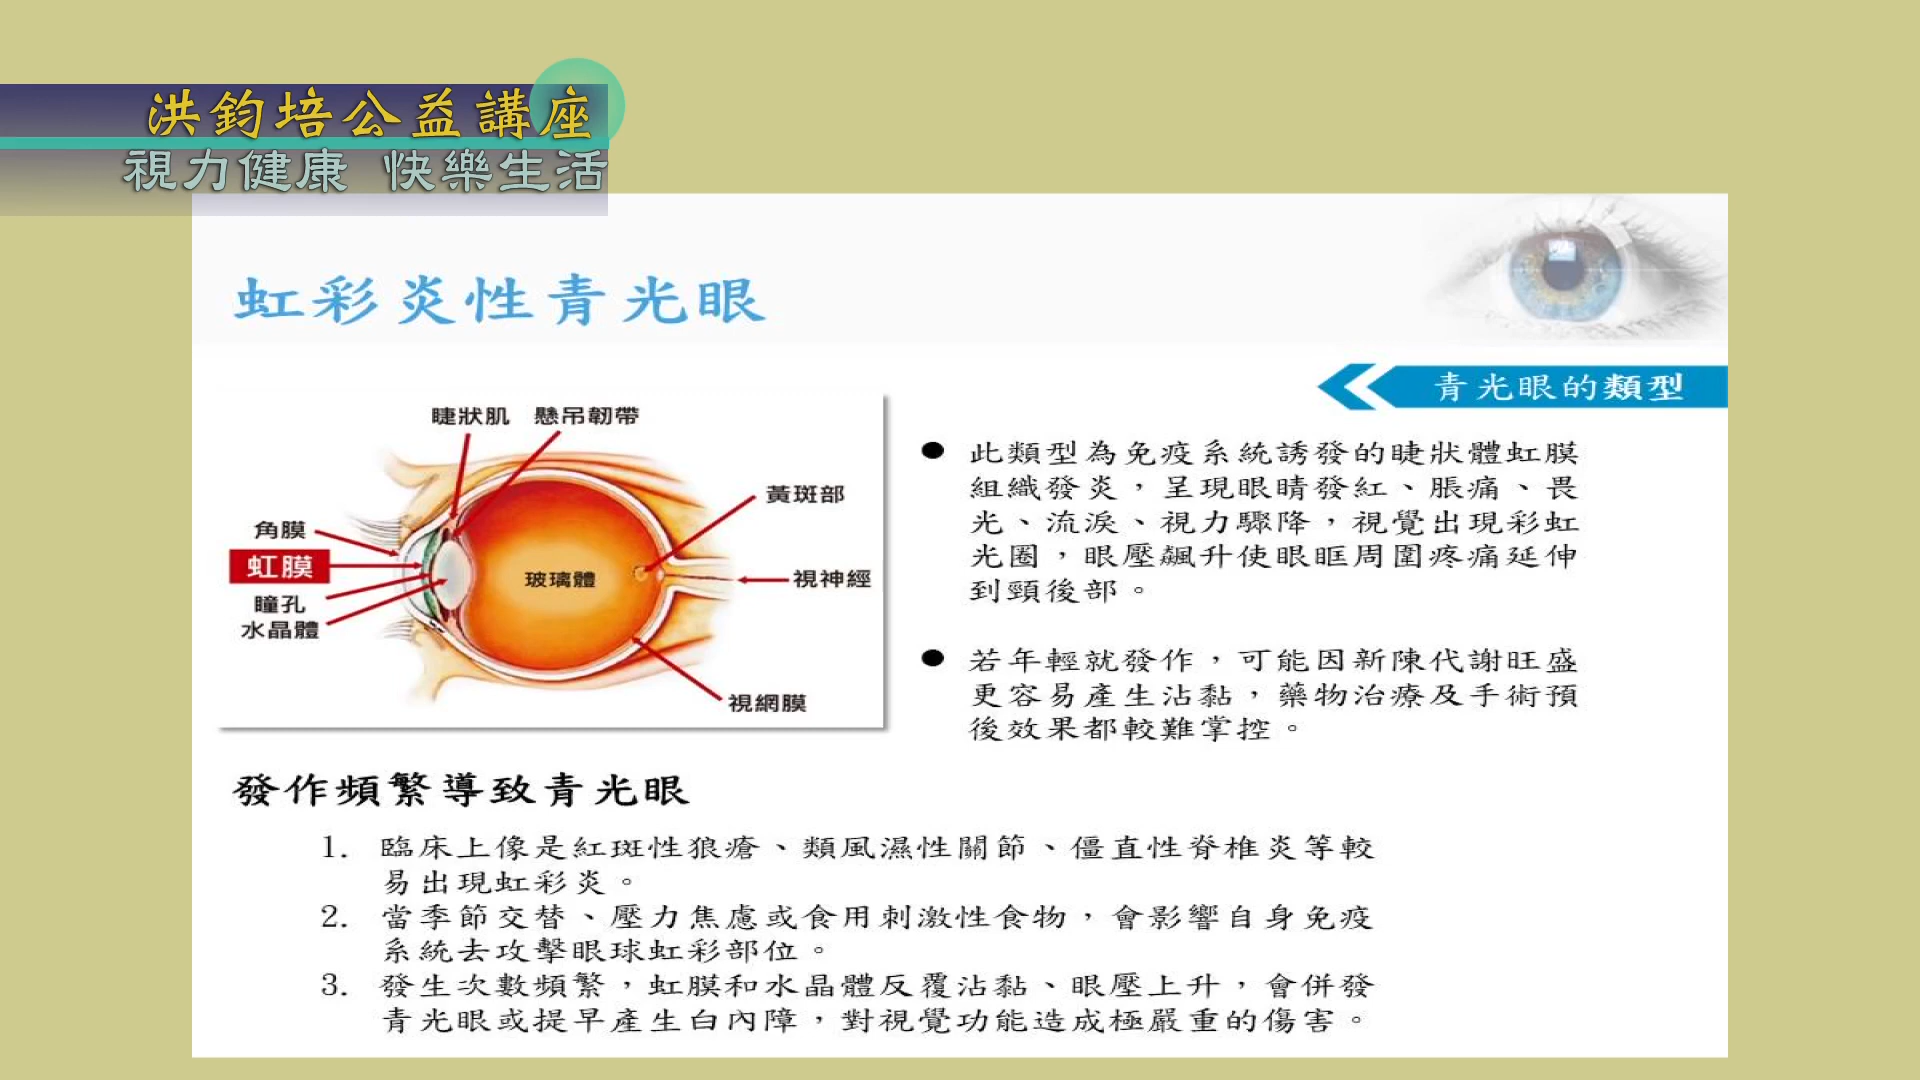 洪鈞培公益講座
視力健康 快樂生活
虹彩炎性青光眼
青光眼的類型
睫狀肌 懸吊韌帶
黃斑部
角膜
虹膜
瞳孔
水晶體
玻璃體
視神經
視網膜
● 此類型為免疫系統誘發的睫狀體虹膜
組織發炎，呈現眼睛發紅、脹痛、畏
光、流淚、視力驟降，視覺出現彩虹
光圈，眼壓飆升使眼眶周圍疼痛延伸
到頸後部。
● 若年輕就發作，可能因新陳代謝旺盛
更容易產生沾黏，藥物治療及手術預
後效果都較難掌控。
發作頻繁導致青光眼
1. 臨床上像是紅斑性狼瘡、類風濕性關節、僵直性脊椎炎等較
易出現虹彩炎。
2. 當季節交替、壓力焦慮或食用刺激性食物，會影響自身免疫
系統去攻擊眼球虹彩部位。
3. 發生次數頻繁，虹膜和水晶體反覆沾黏、眼壓上升，會併發
青光眼或提早產生白內障，對視覺功能造成極嚴重的傷害。